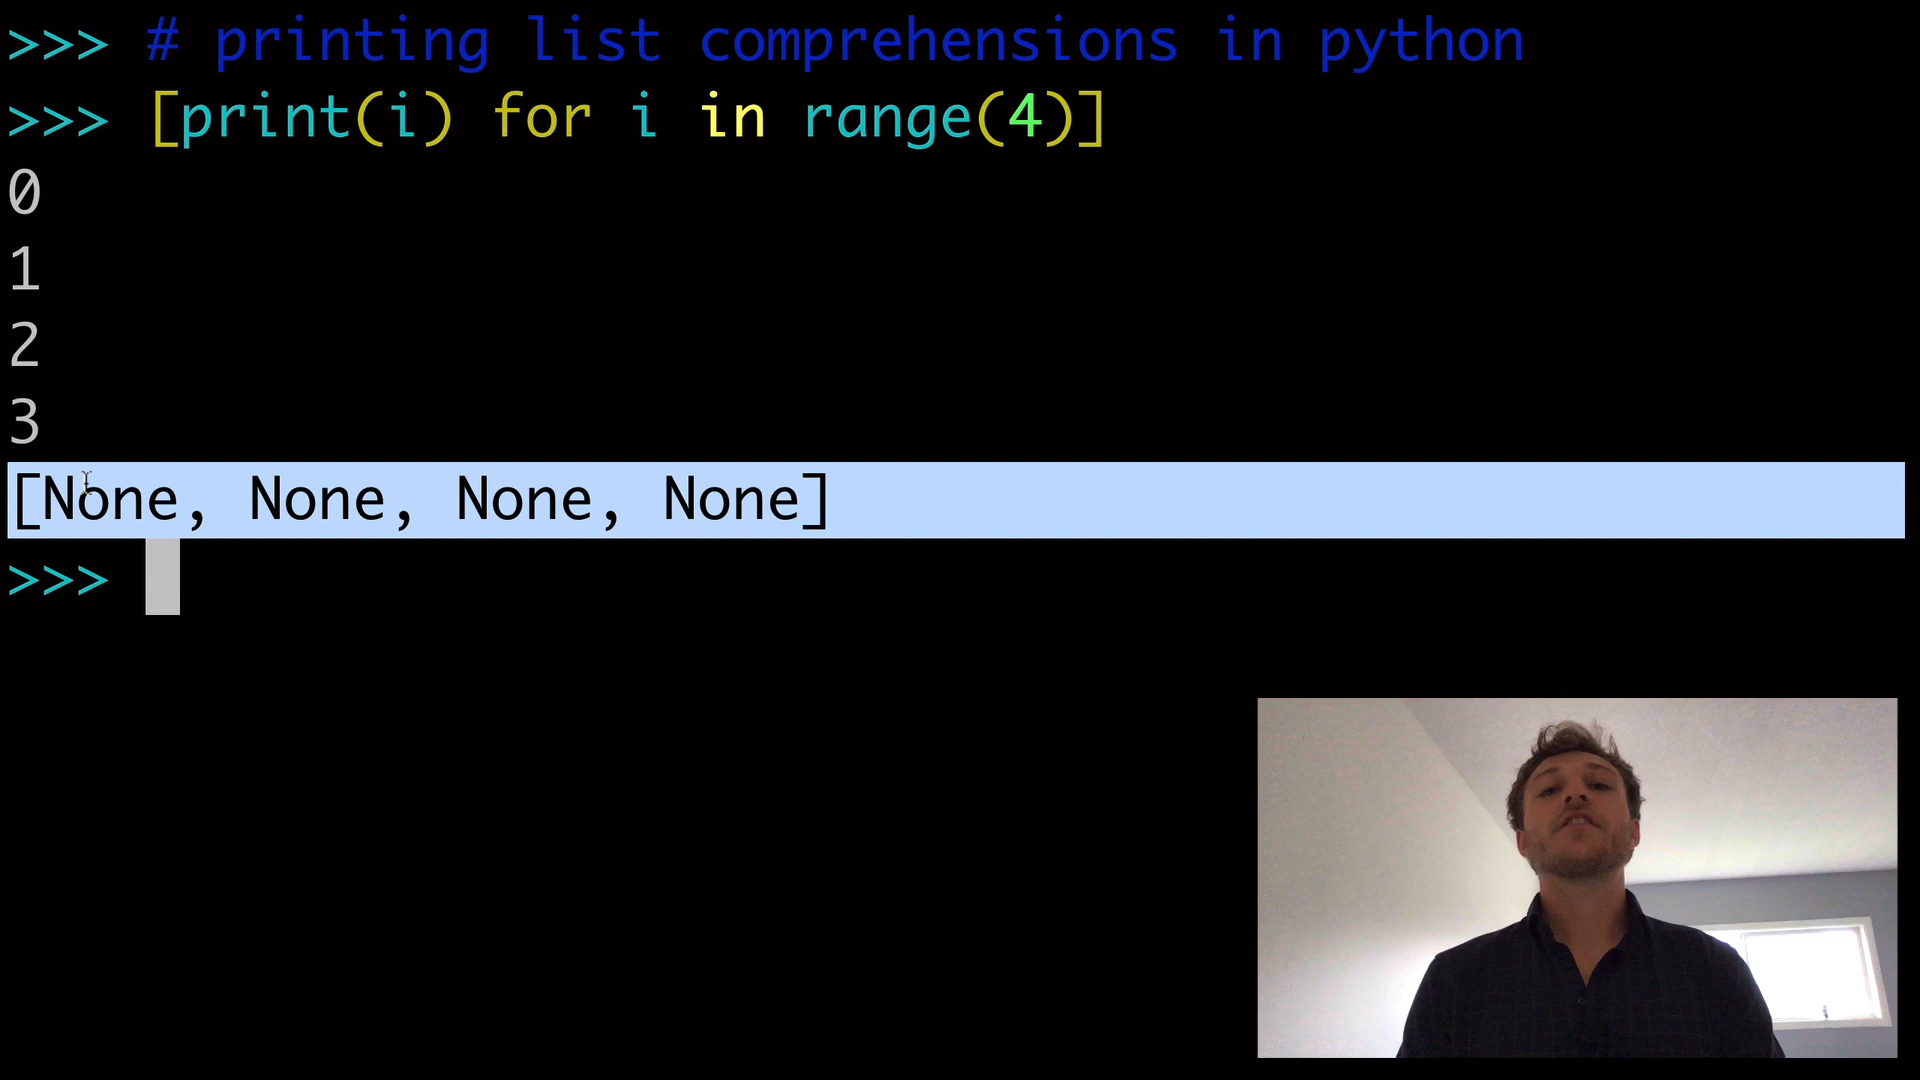 >>> # printing list comprehensions in python
>>> [print(i) for i in range(4)]
0
1
2
3
[None, None, None, None]
>>>